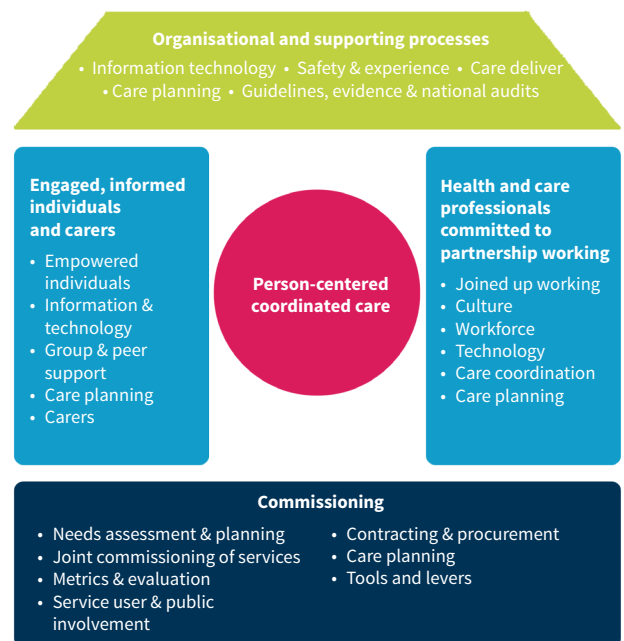 Organisational and supporting processes
• Information technology • Safety & experience • Care deliver
• Care planning • Guidelines, evidence & national audits
Engaged, informed
individuals
and carers
• Empowered
individuals
• Information &
technology
• Group & peer
support
• Care planning
• Carers
Person-centered
coordinated care
Health and care
professionals
committed to
partnership working
• Joined up working
• Culture
• Workforce
• Technology
• Care coordination
• Care planning
Commissioning
• Needs assessment & planning
• Joint commissioning of services
• Metrics & evaluation
• Service user & public
involvement
• Contracting & procurement
• Care planning
• Tools and levers